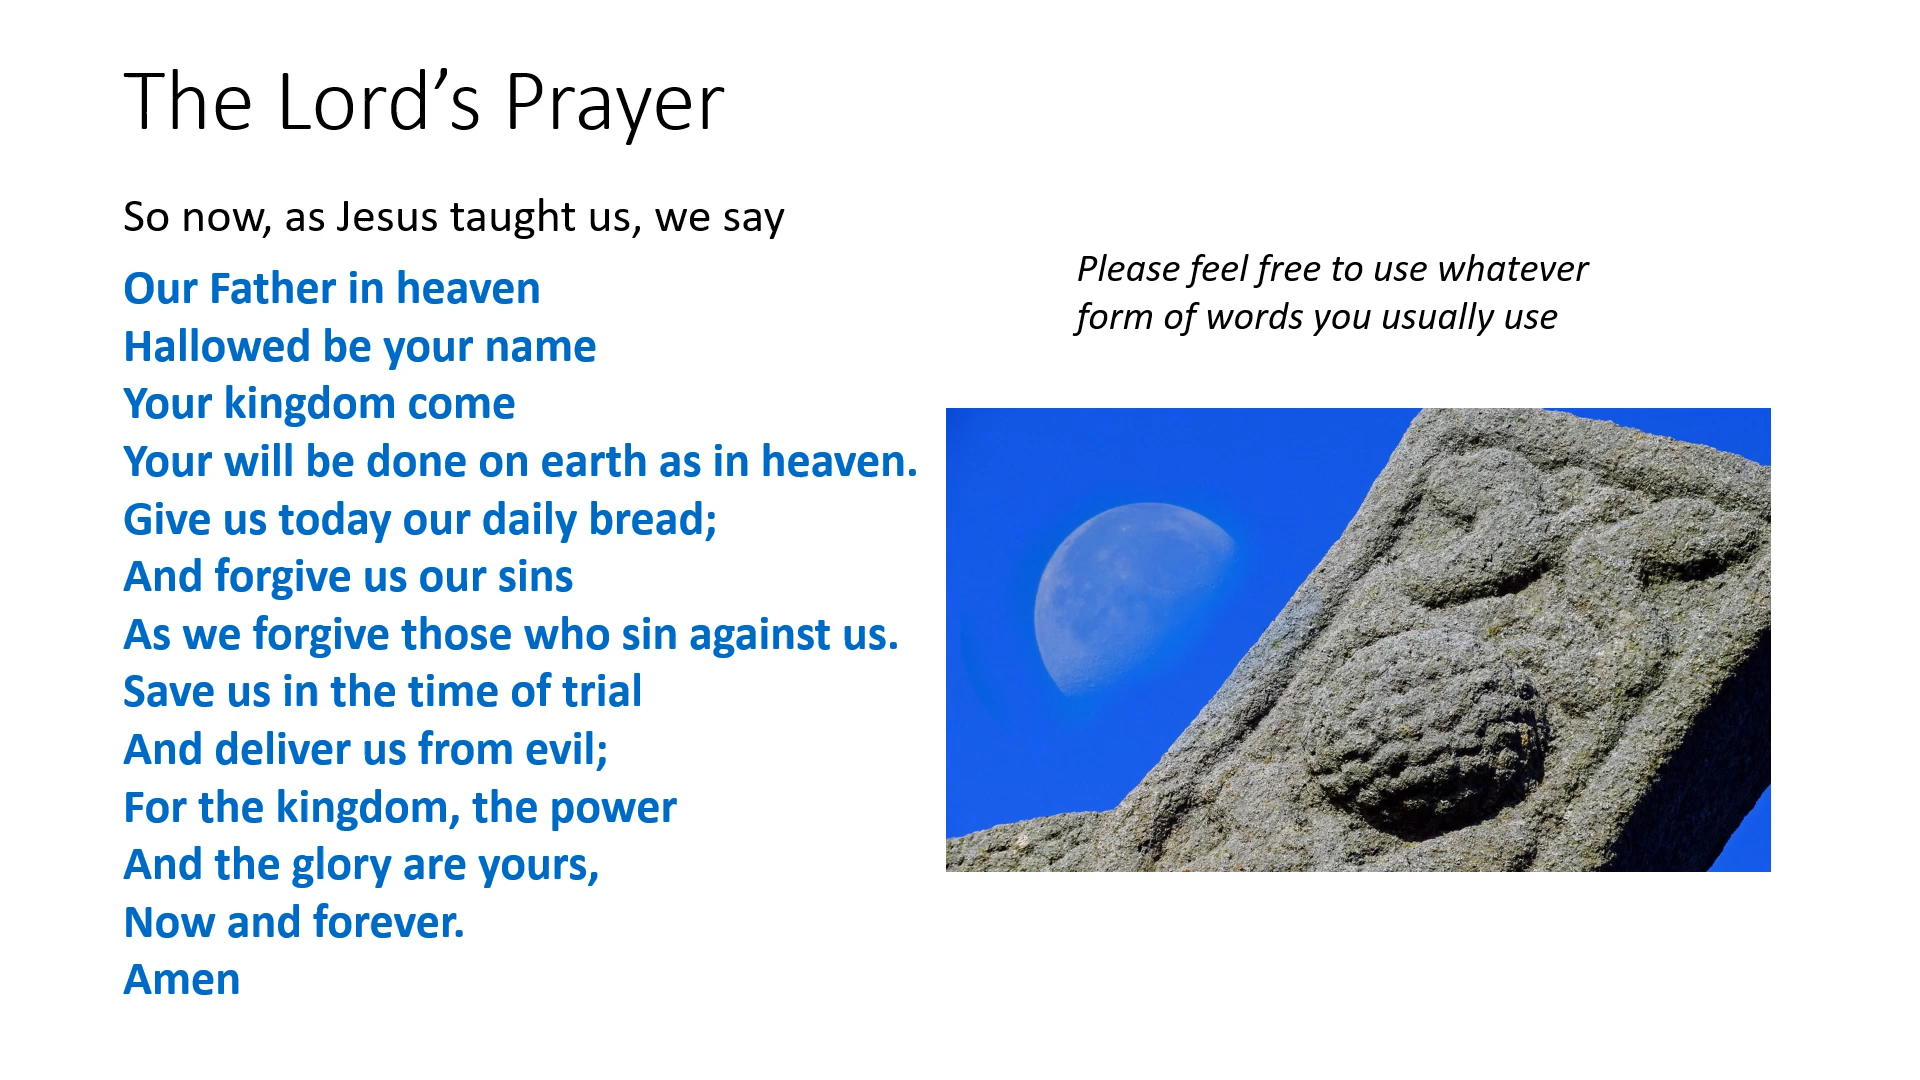 The Lord’s Prayer
So now, as Jesus taught us, we say
Our Father in heaven
Hallowed be your name
Your kingdom come
Your will be done on earth as in heaven.
Give us today our daily bread;
And forgive us our sins
As we forgive those who sin against us.
Save us in the time of trial
And deliver us from evil;
For the kingdom, the power
And the glory are yours,
Now and forever.
Amen
Please feel free to use whatever
form of words you usually use